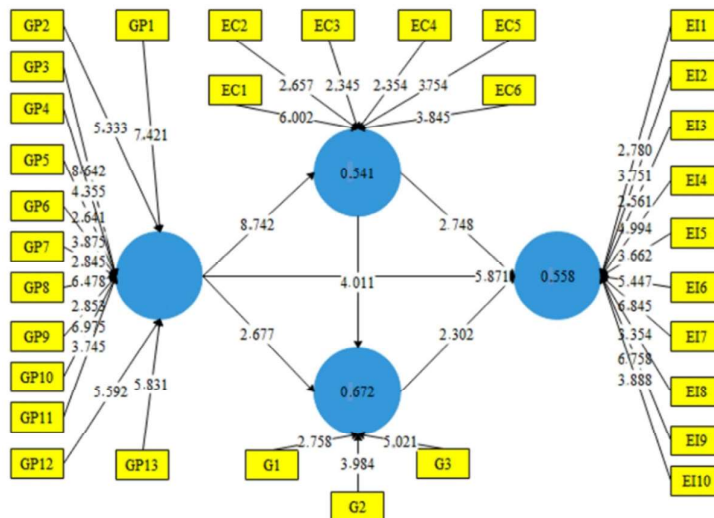 GP2
GP1
EC2
EC3
EC4
EC5
EI1
GP3
EI2
GP4
2.657
2.345
2.354
3.754
EC1
EC6
6.002
3.845
EI3
5.333
7.421
GP5
8.642
4.355
2.641
3.875
2.845
6.478
2.853
6.975
3.745
0.541
2.780
3.751
2.561
4.994
3.662
5.447
6.845
3.354
6.758
3.888
EI4
GP6
8.742
2.748
EI5
GP7
4.011
5.871
0.558
GP8
EI6
GP9
2.677
2.302
EI7
GP10
0.672
EI8
GP11
5.592
5.831
2.758
5.021
EI9
GP12
GP13
G1
3.984
G3
EI10
G2